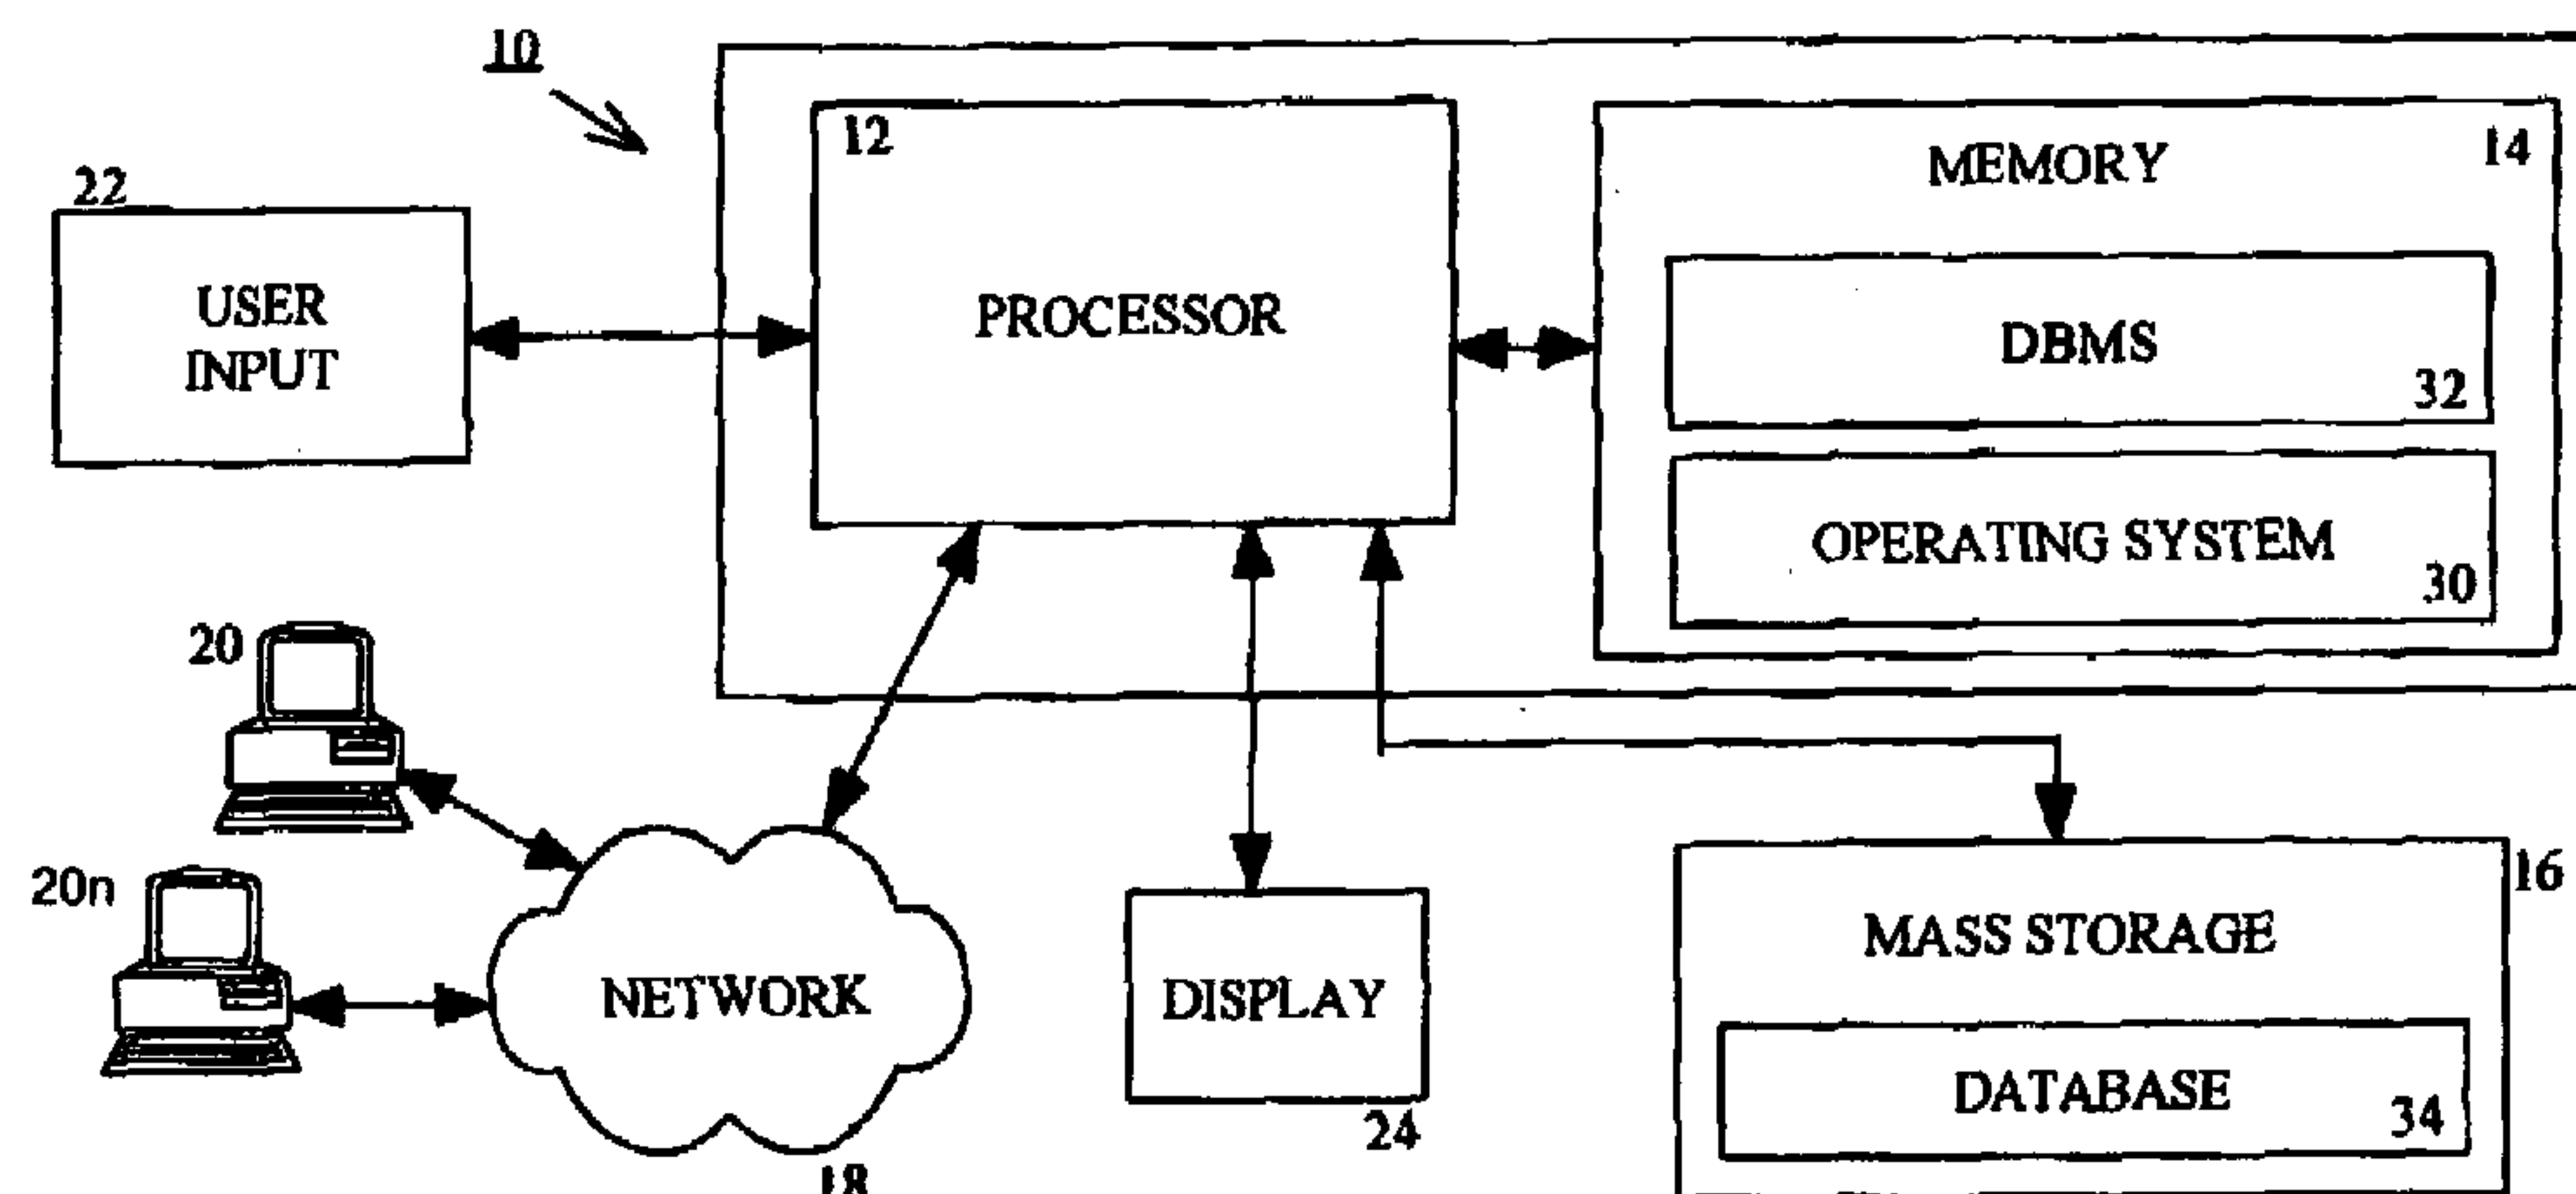 10
12
MEMORY
14
22
USER
INPUT
PROCESSOR
DBMS
32
OPERATING SYSTEM
30
20
20n
NETWORK
18
DISPLAY
24
16
MASS STORAGE
DATABASE
34